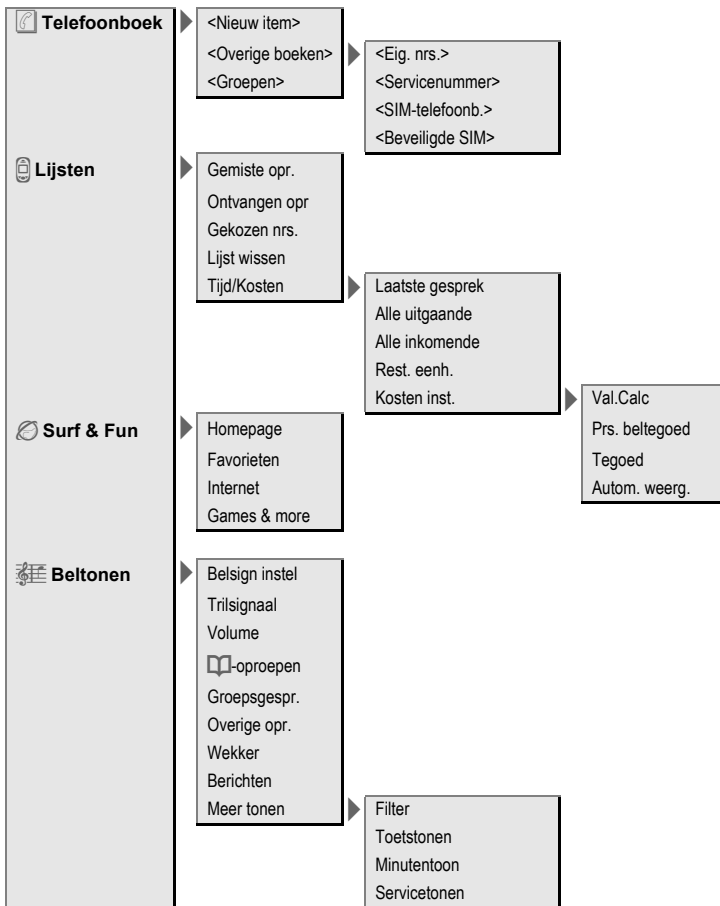 Telefoonboek
<Nieuw item>
<Overige boeken>
<Groepen>
<Eig. nrs.>
<Servicenummer>
<SIM-telefoonb.>
<Beveiligde SIM>
Lijsten
Gemiste opr.
Ontvangen opr
Gekozen nrs.
Lijst wissen
Tijd/Kosten
Laatste gesprek
Alle uitgaande
Alle inkomende
Rest. eenh.
Kosten inst.
Val.Calc
Prs. beltegoed
Tegoed
Autom. weerg.
Surf & Fun
Homepage
Favorieten
Internet
Games & more
Beltonen
Belsign instel
Trilsignaal
Volume
-oproepen
Groepsgespr.
Overige opr.
Wekker
Berichten
Meer tonen
Filter
Toetstonen
Minutentoon
Servicetonen